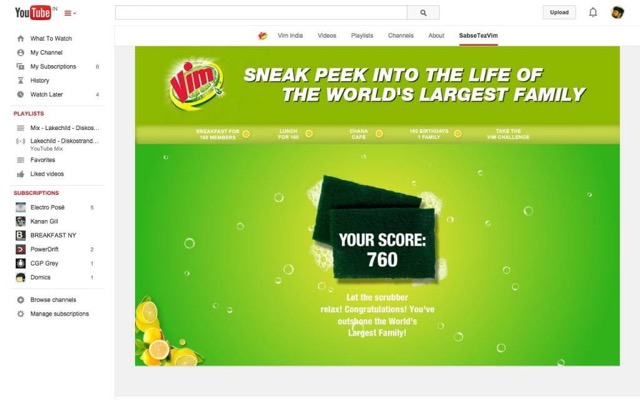 YouTube IN
Upload
What To Watch
My Channel
My Subscriptions 6
History
Watch Later 4
PLAYLISTS
Mix - Lakechild - Diskos...
Lakechild - Diskostrand...
YouTube Mix
Favorites
Liked videos
SUBSCRIPTIONS
Electro Posé 5
Kanan Gill
BREAKFAST NY
PowerDrift 2
CGP Grey 1
Domics 1
Browse channels
Manage subscriptions
Vim India Videos Playlists Channels About SabseTezVim
Vim
SNEAK PEEK INTO THE LIFE OF
THE WORLD'S LARGEST FAMILY
BREAKFAST FOR
160 MEMBERS
LUNCH
FOR 160
CHANA
CAFE
160 BIRTHDAYS
1 FAMILY
TAKE THE
VIM CHALLENGE
YOUR SCORE:
760
Let the scrubber
relax! Congratulations! You've
outshone the World's
Largest Family!